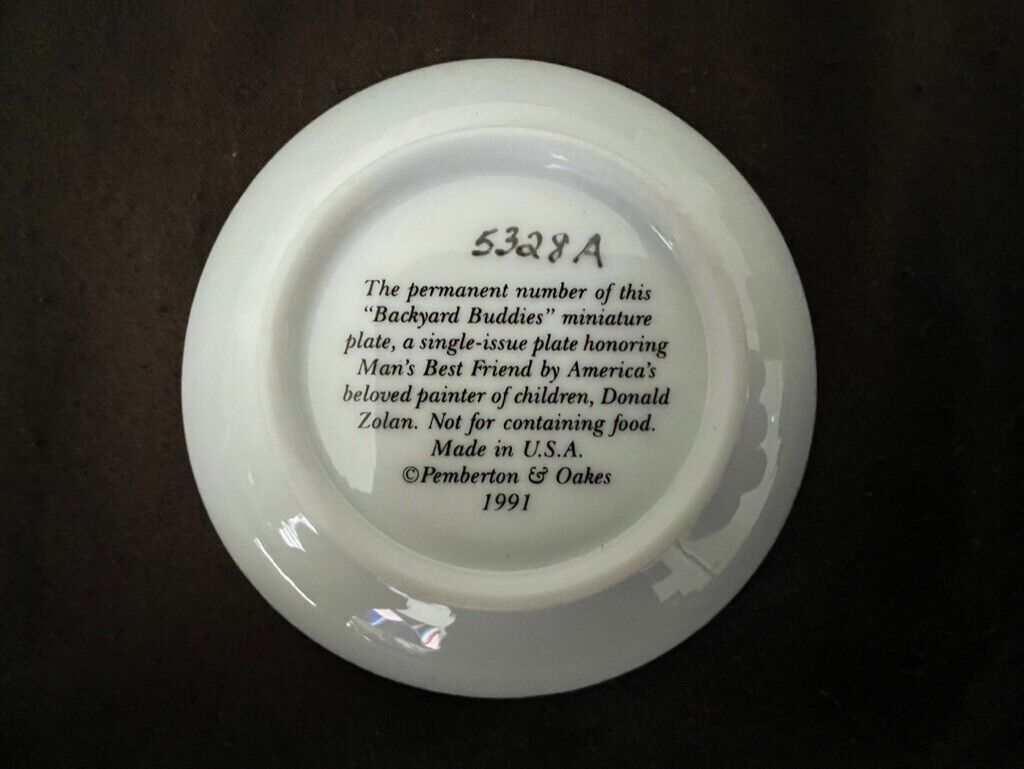 5328A
The permanent number of this
“Backyard Buddies” miniature
plate, a single-issue plate honoring
Man's Best Friend by America's
beloved painter of children, Donald
Zolan. Not for containing food.
Made in U.S.A.
©Pemberton & Oakes
1991